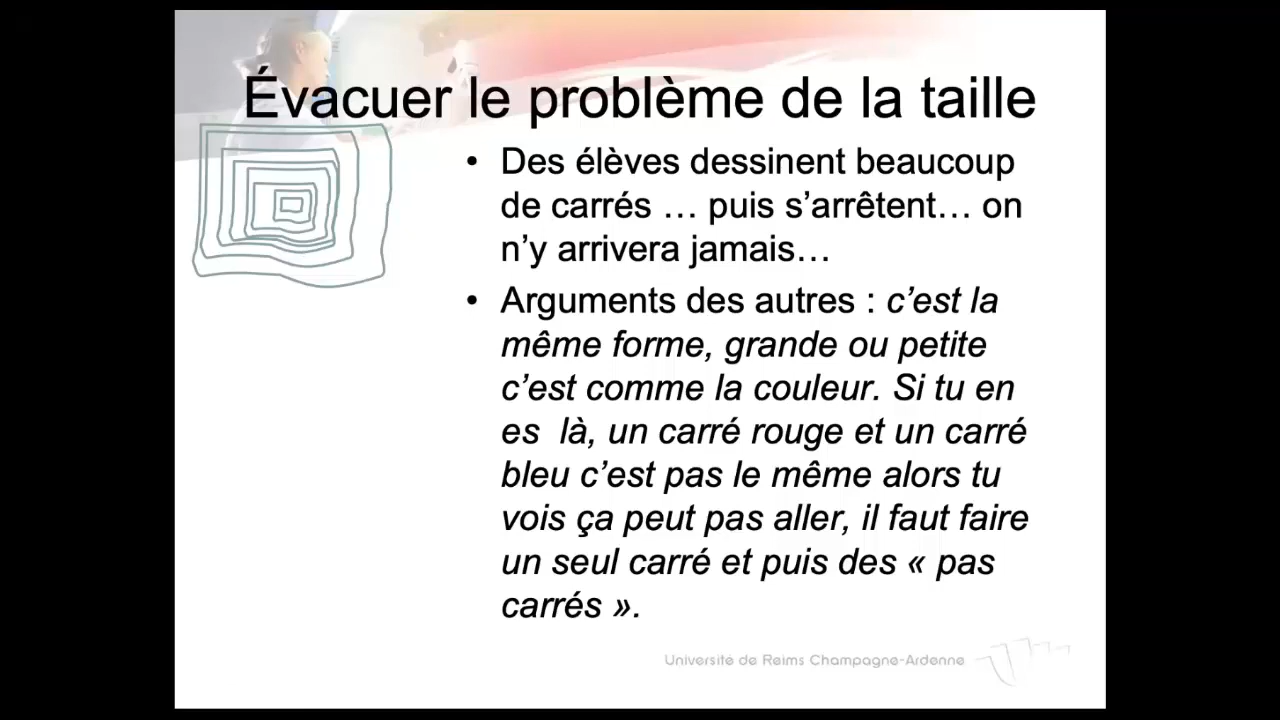 Évacuer le problème de la taille
• Des élèves dessinent beaucoup
de carrés … puis s’arrêtent… on
n’y arrivera jamais…
• Arguments des autres : c’est la
même forme, grande ou petite
c’est comme la couleur. Si tu en
es  là, un carré rouge et un carré
bleu c’est pas le même alors tu
vois ça peut pas aller, il faut faire
un seul carré et puis des « pas
carrés ».
Université de Reims Champagne-Ardenne